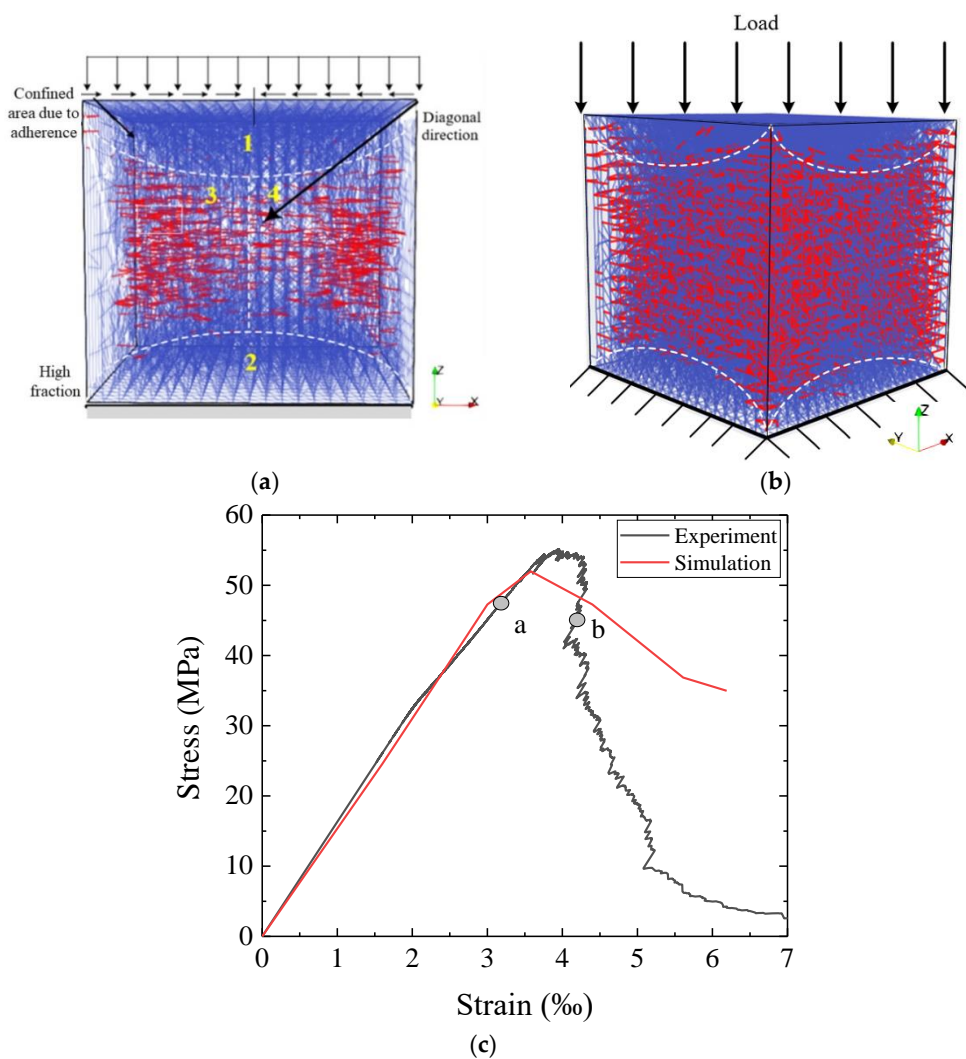 Load
Confined
area due to
adherence
Diagonal
direction
1
3
4
2
High
fraction
Z
Y
X
Z
Y
X
(a)
(b)
60
50
40
30
20
10
0
Stress (MPa)
Experiment
Simulation
a
b
0 1 2 3 4 5 6 7
Strain (‰)
(c)